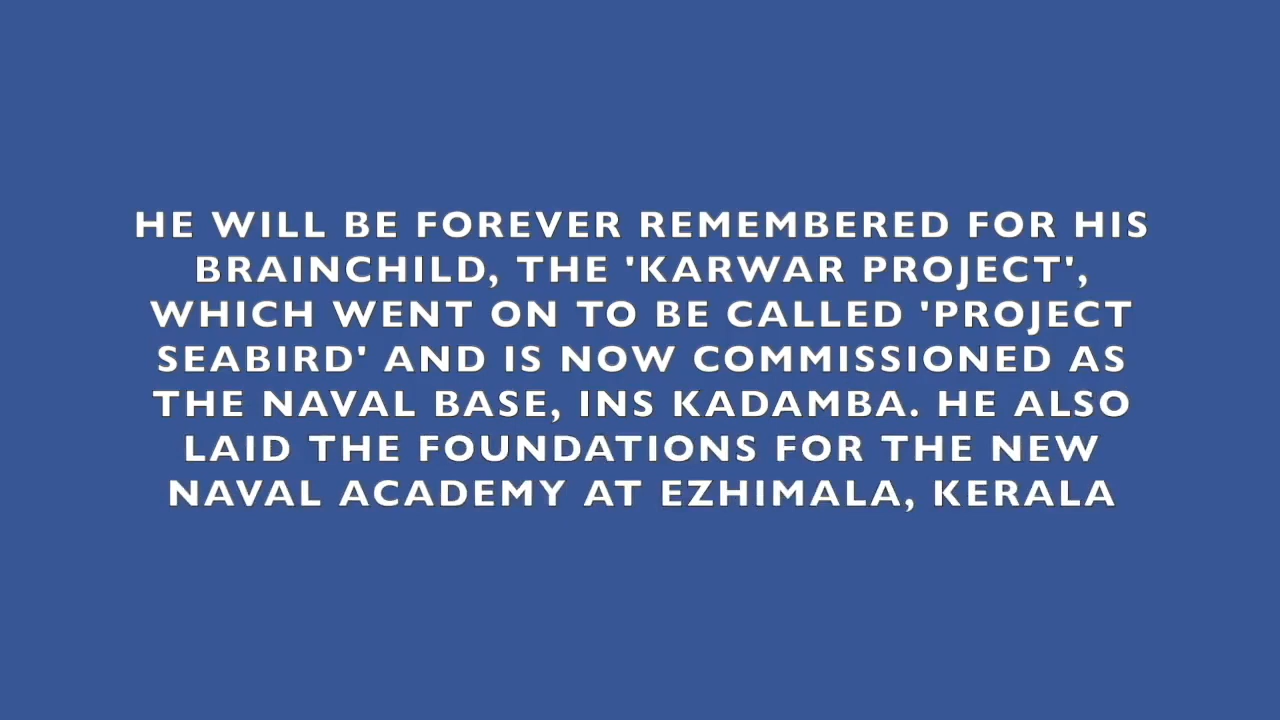 HE WILL BE FOREVER REMEMBERED FOR HIS
BRAINCHILD, THE 'KARWAR PROJECT',
WHICH WENT ON TO BE CALLED 'PROJECT
SEABIRD' AND IS NOW COMMISSIONED AS
THE NAVAL BASE, INS KADAMBA. HE ALSO
LAID THE FOUNDATIONS FOR THE NEW
NAVAL ACADEMY AT EZHIMALA, KERALA